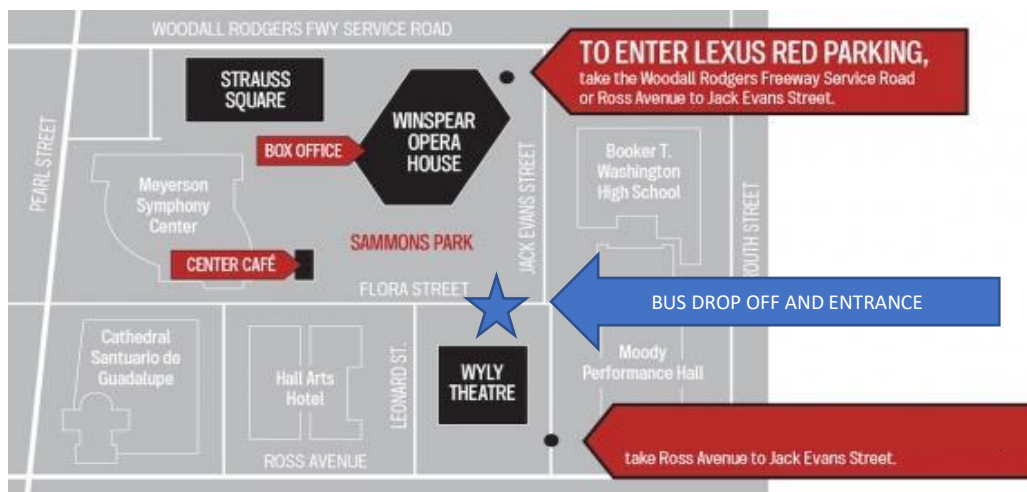 WOODALL RODGERS FWY SERVICE ROAD
TO ENTER LEXUS RED PARKING,
take the Woodall Rodgers Freeway Service Road
or Ross Avenue to Jack Evans Street.
STRAUSS
SQUARE
WINSPEAR
OPERA
HOUSE
BOX OFFICE
PEARL STREET
Meyerson
Symphony
Center
Booker T.
Washington
High School
JACK EVANS STREET
ROUTH STREET
SAMMONS PARK
CENTER CAFÉ
FLORA STREET
BUS DROP OFF AND ENTRANCE
Cathedral
Santuario de
Guadalupe
Hall Arts
Hotel
LEONARD ST.
WYLY
THEATRE
Moody
Performance Hall
ROSS AVENUE
take Ross Avenue to Jack Evans Street.